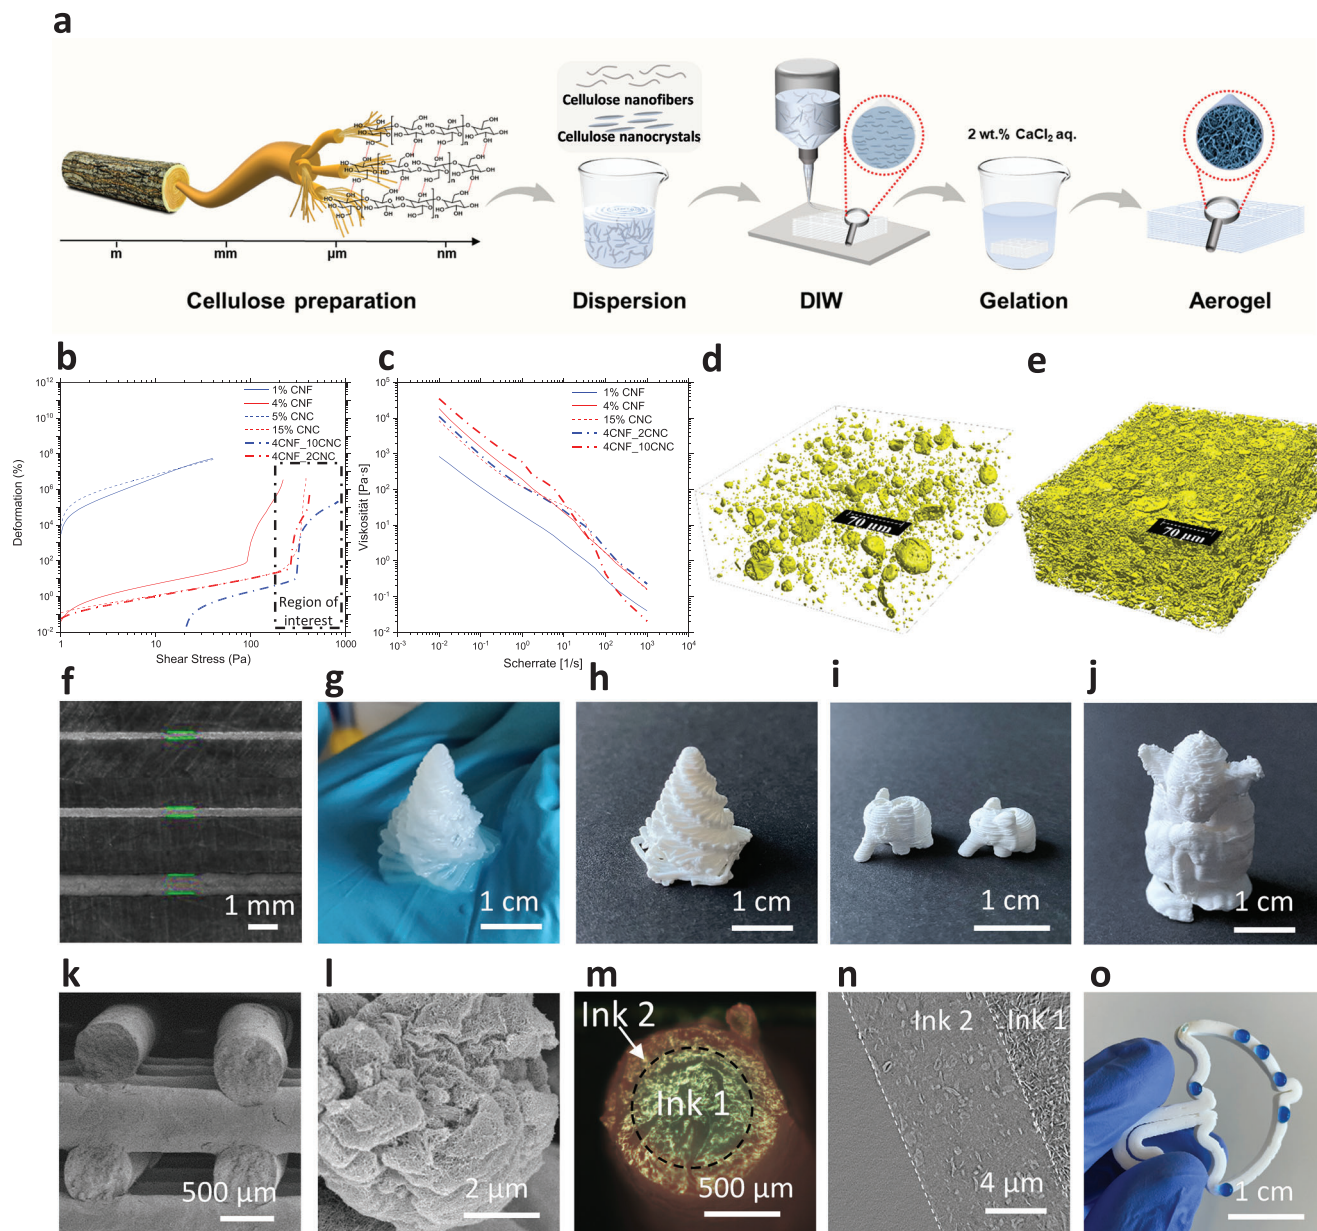 a
Cellulose nanofibers
Cellulose nanocrystals
2 wt.% CaCl₂ aq.
m
mm
µm
nm
Cellulose preparation
Dispersion
DIW
Gelation
Aerogel
b
Deformation (%)
10¹²
10¹⁰
10⁸
10⁶
10⁴
10²
10⁰
10⁻²
1
10
100
1000
Shear Stress (Pa)
1% CNF
4% CNF
5% CNC
15% CNC
4CNF_10CNC
4CNF_2CNC
Region of
interest
c
Viskosität [Pa·s]
10⁵
10⁴
10³
10²
10¹
10⁰
10⁻¹
10⁻²
10⁻³
10⁻²
10⁻¹
10⁰
10¹
10²
10³
10⁴
Scherrate [1/s]
1% CNF
4% CNF
15% CNC
4CNF_2CNC
4CNF_10CNC
d
70 µm
e
70 µm
f
1 mm
g
1 cm
h
1 cm
i
1 cm
j
1 cm
k
500 µm
l
2 µm
m
Ink 2
Ink 1
500 µm
n
Ink 2
Ink 1
4 µm
o
1 cm